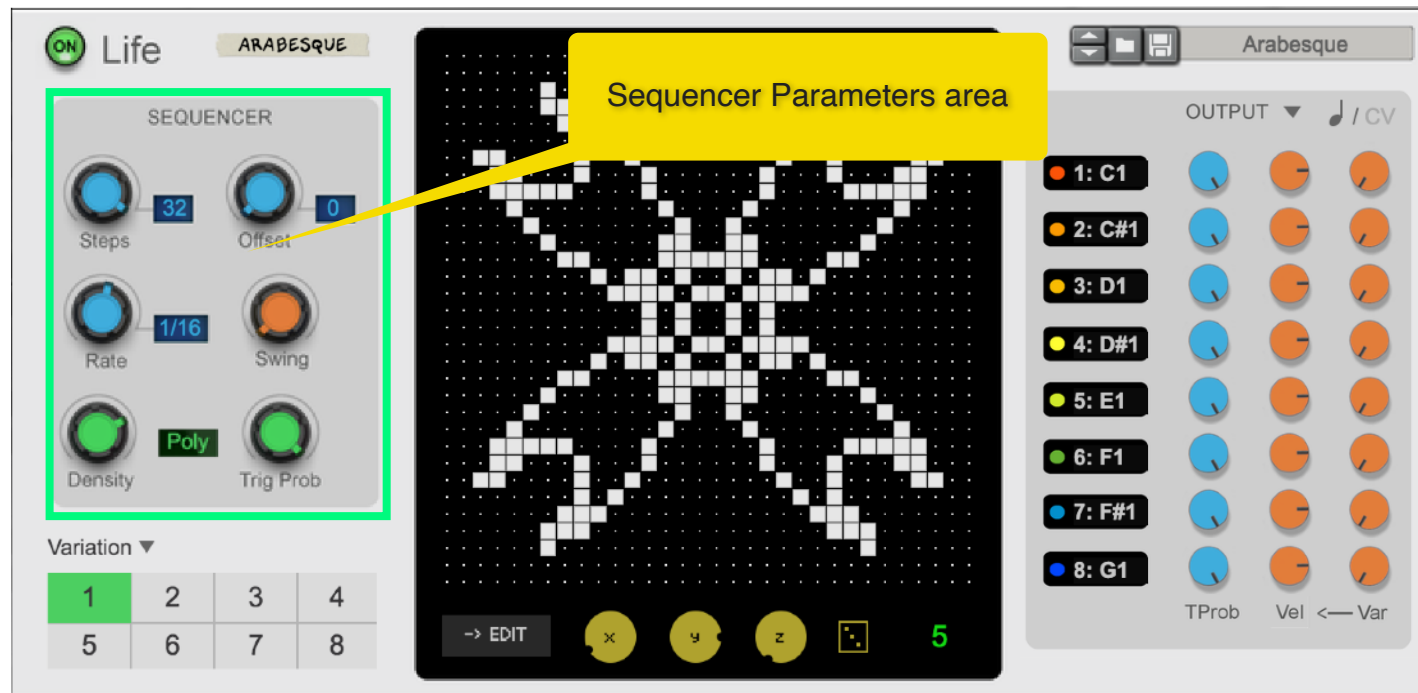 ON Life ARABESQUE
Arabesque
Sequencer Parameters area
SEQUENCER
32
0
Steps
Offset
1/16
Rate
Swing
Poly
Density
Trig Prob
Variation
1 2 3 4
5 6 7 8
-> EDIT
x
y
z
5
OUTPUT / CV
1: C1
2: C#1
3: D1
4: D#1
5: E1
6: F1
7: F#1
8: G1
TProb Vel <— Var